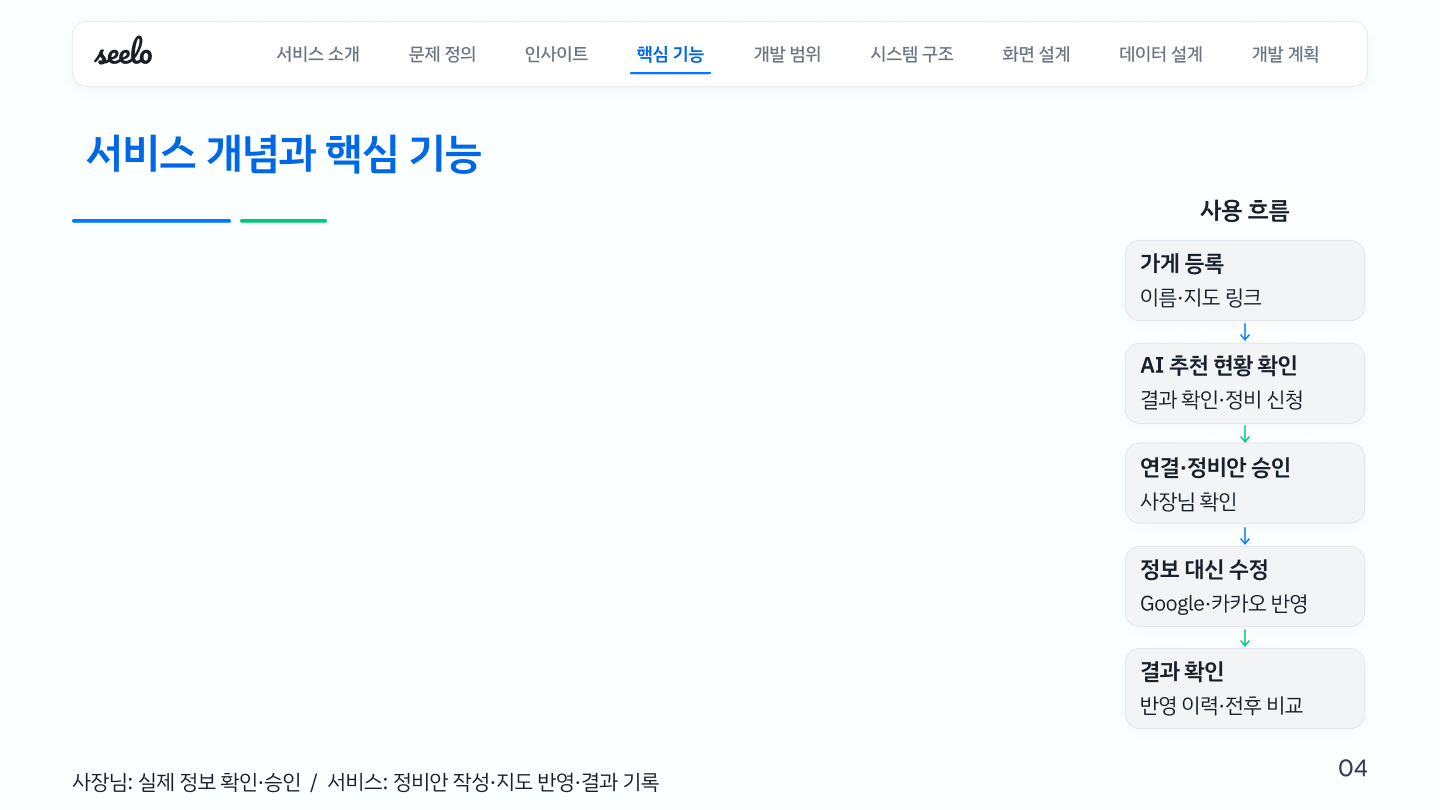 seelo
서비스 소개
문제 정의
인사이트
핵심 기능
개발 범위
시스템 구조
화면 설계
데이터 설계
개발 계획
서비스 개념과 핵심 기능
사용 흐름
가게 등록
이름·지도 링크
↓
AI 추천 현황 확인
결과 확인·정비 신청
↓
연결·정비안 승인
사장님 확인
↓
정보 대신 수정
Google·카카오 반영
↓
결과 확인
반영 이력·전후 비교
사장님: 실제 정보 확인·승인 / 서비스: 정비안 작성·지도 반영·결과 기록
04